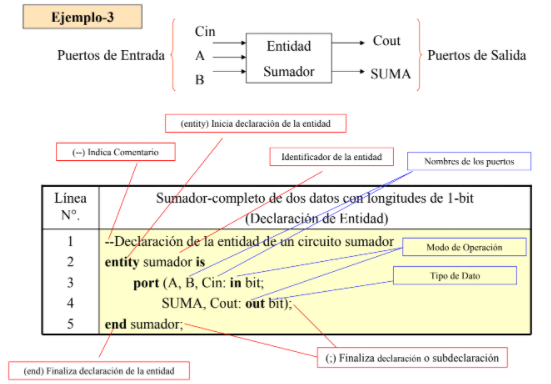 Ejemplo-3
Cin
A
B
Puertos de Entrada
Entidad
Sumador
Cout
SUMA
Puertos de Salida
(entity) Inicia declaración de la entidad
(--) Indica Comentario
Identificador de la entidad
Nombres de los puertos
Línea
N°.
Sumador-completo de dos datos con longitudes de 1-bit
(Declaración de Entidad)
1 --Declaración de la entidad de un circuito sumador
2 entity sumador is
3 port (A, B, Cin: in bit;
4 SUMA, Cout: out bit);
5 end sumador;
Modo de Operación
Tipo de Dato
(end) Finaliza declaración de la entidad
(;) Finaliza declaración o subdeclaración